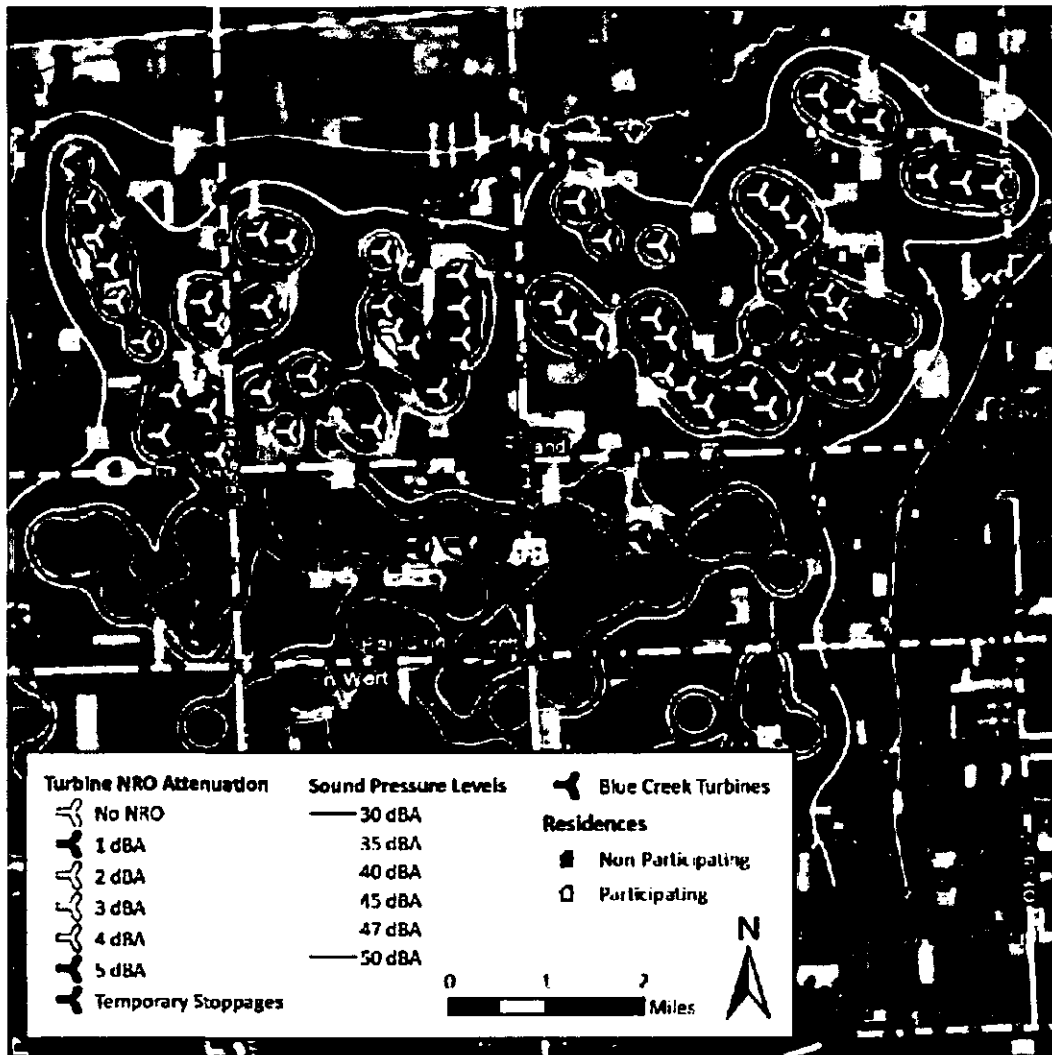 n Wert
Turbine NRO Attenuation
No NRO
1 dBA
2 dBA
3 dBA
4 dBA
5 dBA
Temporary Stoppages
Sound Pressure Levels
30 dBA
35 dBA
40 dBA
45 dBA
47 dBA
50 dBA
Blue Creek Turbines
Residences
Non Participating
Participating
N
0 1 2
Miles